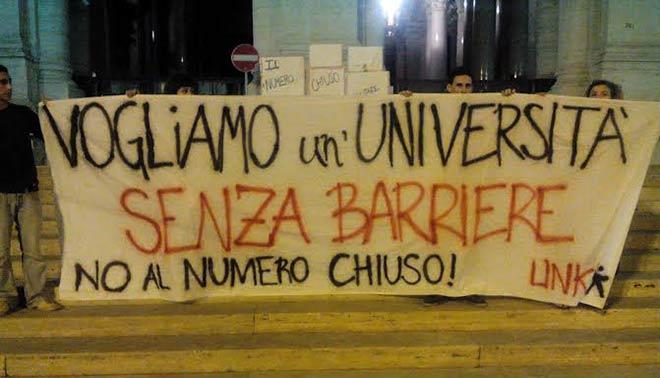 IL NUMERO
CHIUSO
VOGLiAMO un'UNIVERSITÀ
SENZA BARRIERE
NO AL NUMERO CHIUSO!
LINK